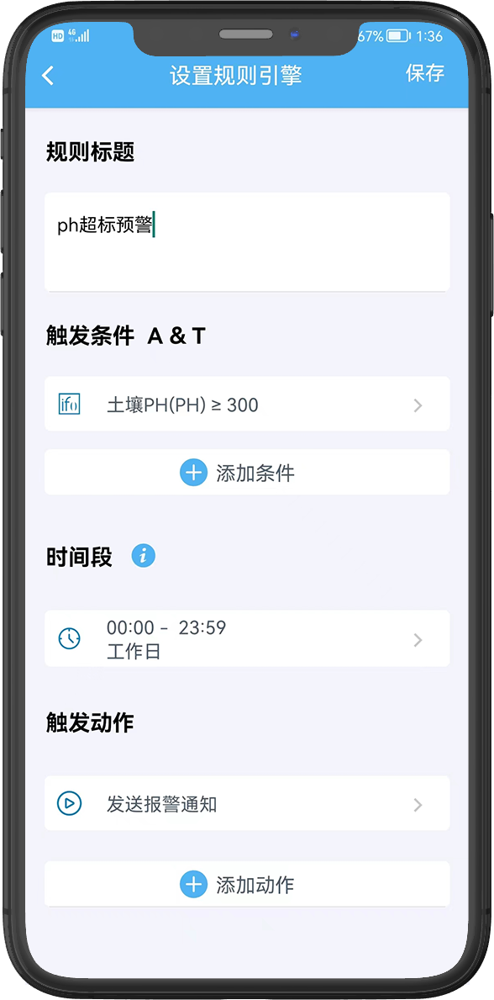 HD 4G 67% 1:36
设置规则引擎 保存
规则标题
ph超标预警
触发条件 A & T
if() 土壤PH(PH) ≥ 300
添加条件
时间段 i
00:00 - 23:59
工作日
触发动作
发送报警通知
添加动作